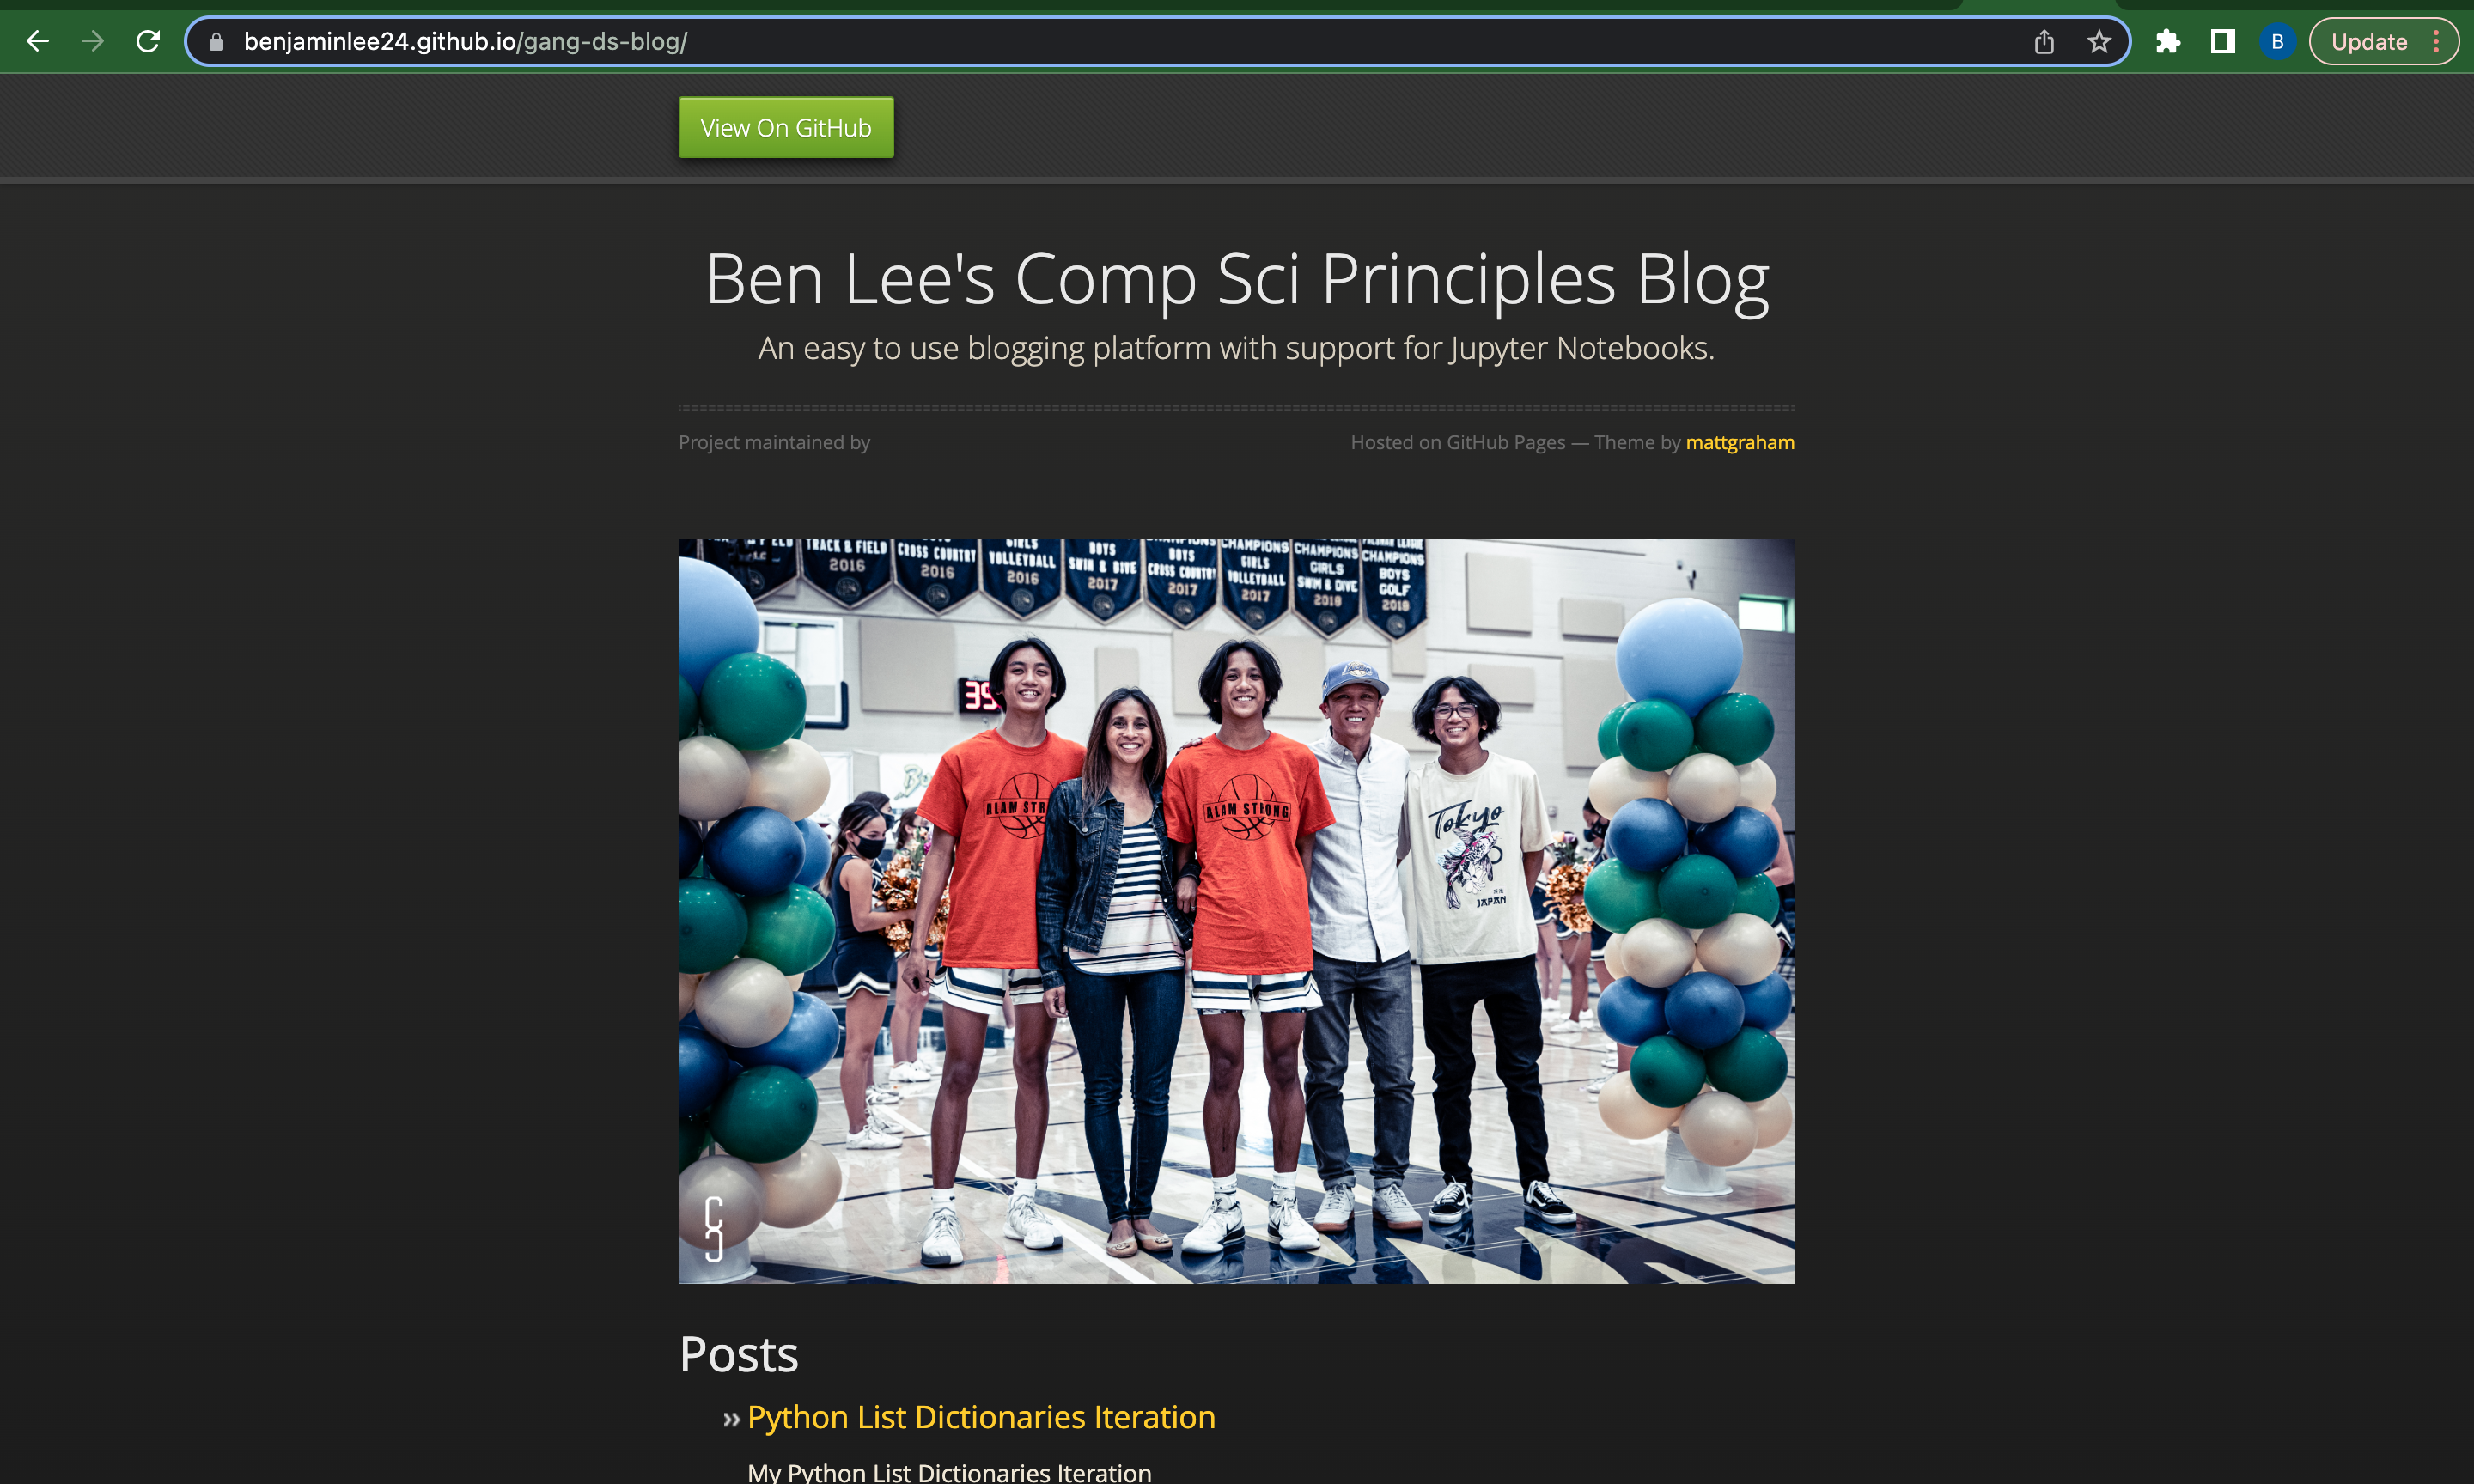 benjaminlee24.github.io/gang-ds-blog/
B
Update
View On GitHub
Ben Lee's Comp Sci Principles Blog
An easy to use blogging platform with support for Jupyter Notebooks.
Project maintained by
Hosted on GitHub Pages — Theme by mattgraham
TRACK & FIELD
2016
CROSS COUNTRY
2016
GIRLS
VOLLEYBALL
2016
BOYS
SWIM & DIVE
2017
CHAMPIONS
BOYS
CROSS COUNTRY
2017
CHAMPIONS
GIRLS
VOLLEYBALL
2017
CHAMPIONS
GIRLS
SWIM & DIVE
2018
CHAMPIONS
BOYS
GOLF
2018
39
ALAM STR
ALAM STRONG
Tokyo
JAPAN
Posts
» Python List Dictionaries Iteration
My Python List Dictionaries Iteration